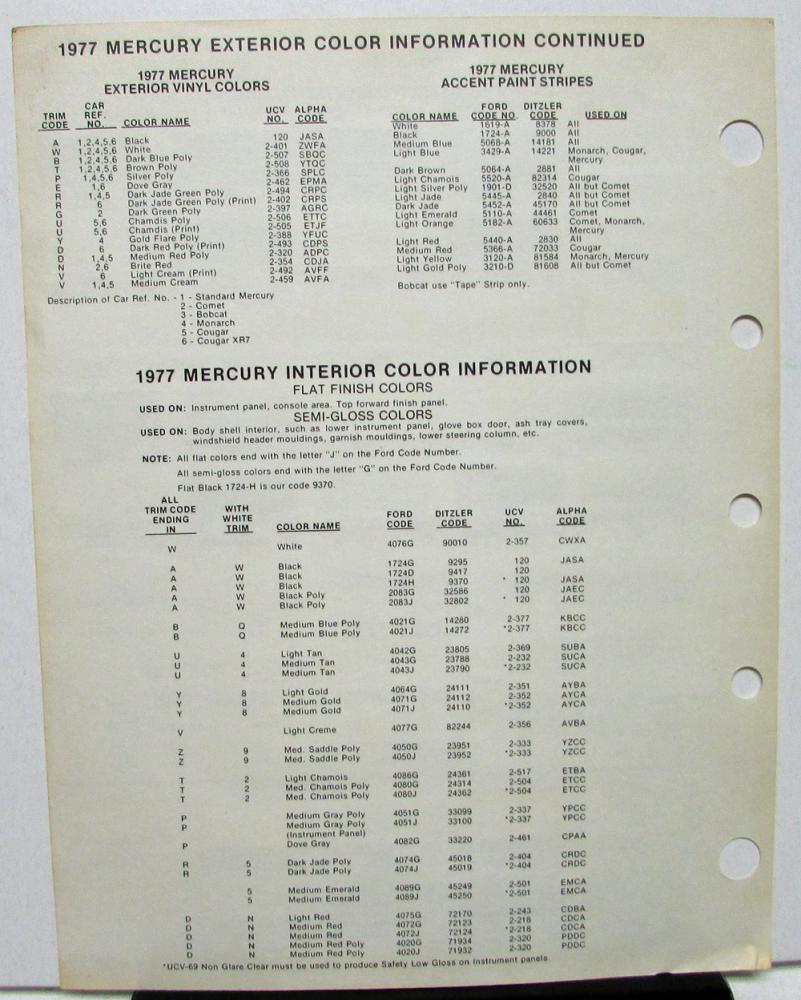 1977 MERCURY EXTERIOR COLOR INFORMATION CONTINUED
1977 MERCURY
EXTERIOR VINYL COLORS
TRIM CODE CAR REF. NO. COLOR NAME UCV NO. ALPHA CODE
A 1,2,4,5,6 Black 120 JASA
W 1,2,4,5,6 White 2-401 ZWFA
B 1,2,4,5,6 Dark Blue Poly 2-507 SBQC
T 1,2,4,5,6 Brown Poly 2-508 YTQC
P 1,4,5,6 Silver Poly 2-366 SPLC
E 1,6 Dove Gray 2-462 EPMA
R 1,4,5 Dark Jade Green Poly 2-494 CRPC
R 6 Dark Jade Green Poly (Print) 2-402 CRPS
G 2 Dark Green Poly 2-397 AGRC
U 5,6 Chamdis Poly 2-506 ETTC
U 5,6 Chamdis (Print) 2-505 ETJF
Y 4 Gold Flare Poly 2-388 YFUC
D 6 Dark Red Poly (Print) 2-493 CDPS
D 1,4,5 Medium Red Poly 2-320 ADPC
N 2,6 Brite Red 2-354 CDJA
V 6 Light Cream (Print) 2-492 AVFF
V 1,4,5 Medium Cream 2-459 AVFA
Description of Car Ref. No. - 1 - Standard Mercury
2 - Comet
3 - Bobcat
4 - Monarch
5 - Cougar
6 - Cougar XR7
1977 MERCURY
ACCENT PAINT STRIPES
COLOR NAME FORD CODE NO. DITZLER CODE USED ON
White 1619-A 8378 All
Black 1724-A 9000 All
Medium Blue 5068-A 14181 All
Light Blue 3429-A 14221 Monarch, Cougar,
Mercury
Dark Brown 5064-A 2881 All
Light Chamois 5520-A 82314 Cougar
Light Silver Poly 1901-D 32520 All but Comet
Light Jade 5445-A 2840 All but Comet
Dark Jade 5452-A 45170 All but Comet
Light Emerald 5110-A 44461 Comet
Light Orange 5182-A 60633 Comet, Monarch,
Mercury
Light Red 5440-A 2830 All
Medium Red 5366-A 72033 Cougar
Light Yellow 3120-A 81584 Monarch, Mercury
Light Gold Poly 3210-D 81608 All but Comet
Bobcat use "Tape" Strip only.
1977 MERCURY INTERIOR COLOR INFORMATION
FLAT FINISH COLORS
USED ON: Instrument panel, console area. Top forward finish panel.
SEMI-GLOSS COLORS
USED ON: Body shell interior, such as lower instrument panel, glove box door, ash tray covers,
windshield header mouldings, garnish mouldings, lower steering column, etc.
NOTE: All flat colors end with the letter "J" on the Ford Code Number.
All semi-gloss colors end with the letter "G" on the Ford Code Number.
Flat Black 1724-H is our code 9370.
ALL TRIM CODE ENDING IN WITH WHITE TRIM COLOR NAME FORD CODE DITZLER CODE UCV NO. ALPHA CODE
W White 4076G 90010 2-357 CWXA
A W Black 1724G 9295 120 JASA
A W Black 1724D 9417 120
A W Black 1724H 9370 * 120 JASA
A W Black Poly 2083G 32586 120 JAEC
A W Black Poly 2083J 32802 * 120 JAEC
B Q Medium Blue Poly 4021G 14280 2-377 KBCC
B Q Medium Blue Poly 4021J 14272 *2-377 KBCC
U 4 Light Tan 4042G 23805 2-369 SUBA
U 4 Medium Tan 4043G 23788 2-232 SUCA
U 4 Medium Tan 4043J 23790 *2-232 SUCA
Y 8 Light Gold 4064G 24111 2-351 AYBA
Y 8 Medium Gold 4071G 24112 2-352 AYCA
Y 8 Medium Gold 4071J 24110 *2-352 AYCA
V Light Creme 4077G 82244 2-356 AVBA
Z 9 Med. Saddle Poly 4050G 23951 2-333 YZCC
Z 9 Med. Saddle Poly 4050J 23952 *2-333 YZCC
T 2 Light Chamois 4086G 24361 2-517 ETBA
T 2 Med. Chamois Poly 4080G 24314 2-504 ETCC
T 2 Med. Chamois Poly 4080J 24362 *2-504 ETCC
P Medium Gray Poly 4051G 33099 2-337 YPCC
P Medium Gray Poly 4051J 33100 *2-337 YPCC
(Instrument Panel)
P Dove Gray 4082G 33220 2-461 CPAA
R 5 Dark Jade Poly 4074G 45018 2-404 CRDC
R 5 Dark Jade Poly 4074J 45019 *2-404 CRDC
5 Medium Emerald 4089G 45249 2-501 EMCA
5 Medium Emerald 4089J 45250 *2-501 EMCA
D N Light Red 4075G 72170 2-243 CDBA
D N Medium Red 4072G 72123 2-218 CDCA
D N Medium Red 4072J 72124 *2-218 CDCA
D N Medium Red Poly 4020G 71934 2-320 PDDC
D N Medium Red Poly 4020J 71932 2-320 PDDC
*UCV-69 Non Glare Clear must be used to produce Safety Low Gloss on instrument panels.